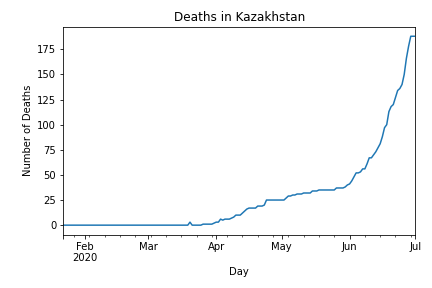 Deaths in Kazakhstan
Number of Deaths
175
150
125
100
75
50
25
0
Feb
2020
Mar
Apr
May
Jun
Jul
Day